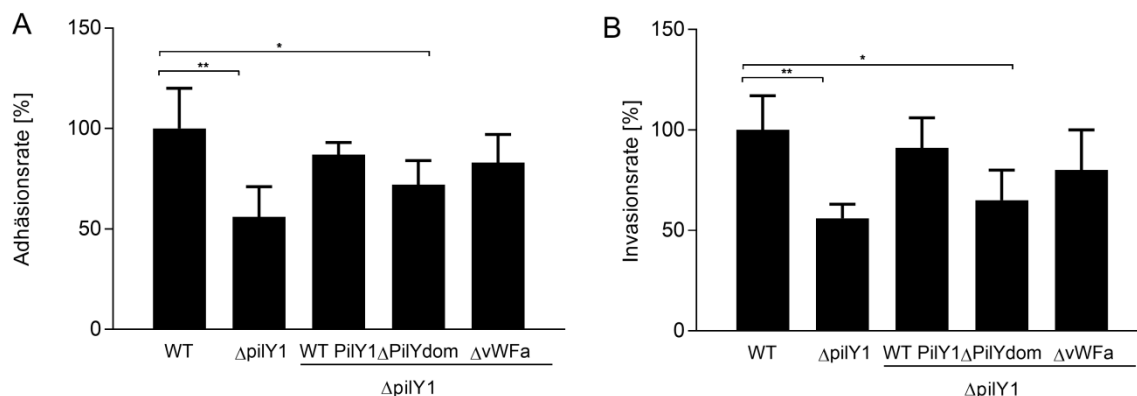 A
150
100
50
0
Adhäsionsrate [%]
*
**
WT
ΔpilY1
WT PilY1
ΔPilYdom
ΔvWFa
ΔpilY1
B
150
100
50
0
Invasionsrate [%]
*
**
WT
ΔpilY1
WT PilY1
ΔPilYdom
ΔvWFa
ΔpilY1